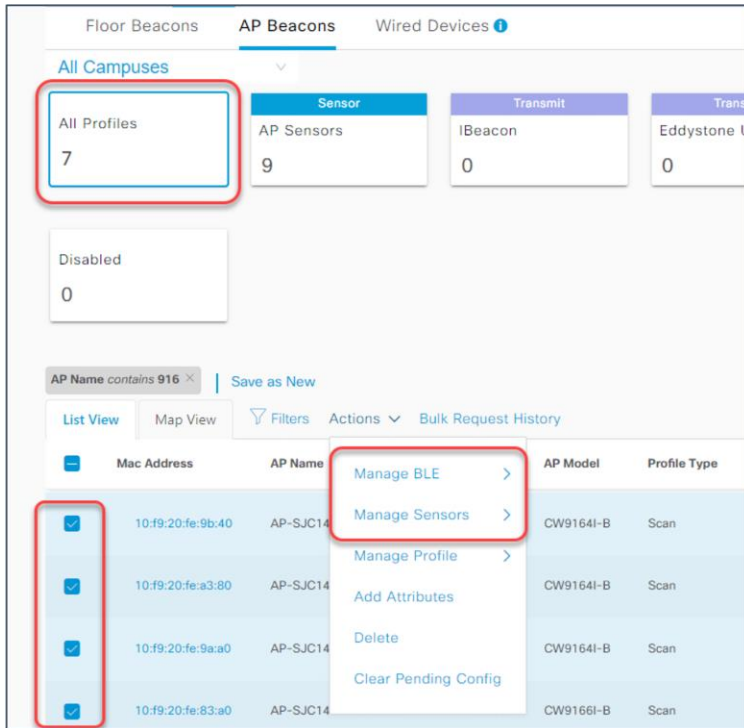 Floor Beacons AP Beacons Wired Devices
All Campuses
Sensor Transmit
All Profiles AP Sensors IBeacon Eddystone
7 9 0 0
Disabled
0
AP Name contains 916 × Save as New
List View Map View Filters Actions Bulk Request History
Mac Address AP Name Manage BLE > AP Model Profile Type
Manage Sensors >
10:f9:20:fe:9b:40 AP-SJC14 CW9164I-B Scan
Manage Profile >
10:f9:20:fe:a3:80 AP-SJC14 Add Attributes CW9164I-B Scan
Delete
10:f9:20:fe:9a:a0 AP-SJC14 CW9164I-B Scan
Clear Pending Config
10:f9:20:fe:83:a0 AP-SJC14 CW9166I-B Scan